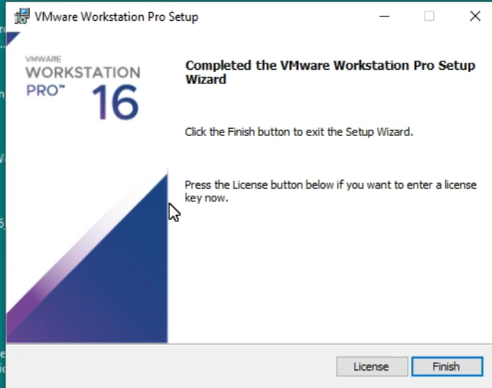 VMware Workstation Pro Setup
VMWARE
WORKSTATION
PRO™ 16
Completed the VMware Workstation Pro Setup
Wizard
Click the Finish button to exit the Setup Wizard.
Press the License button below if you want to enter a license
key now.
License Finish